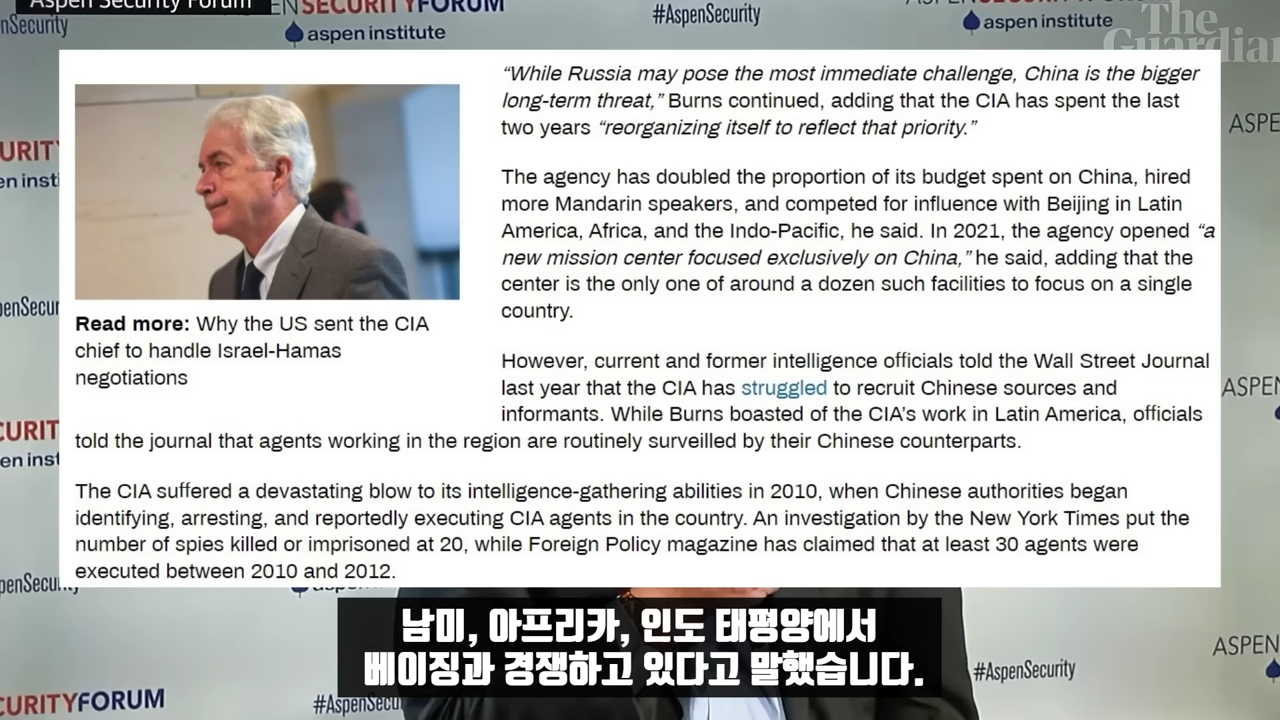 Aspen Security Forum
EN SECURITYFORUM
#AspenSecurity
The Guardian
aspen institute
aspen institute
“While Russia may pose the most immediate challenge, China is the bigger
long-term threat,” Burns continued, adding that the CIA has spent the last
two years “reorganizing itself to reflect that priority.”
The agency has doubled the proportion of its budget spent on China, hired
more Mandarin speakers, and competed for influence with Beijing in Latin
America, Africa, and the Indo-Pacific, he said. In 2021, the agency opened “a
new mission center focused exclusively on China,” he said, adding that the
center is the only one of around a dozen such facilities to focus on a single
country.
Read more: Why the US sent the CIA
chief to handle Israel-Hamas
negotiations
However, current and former intelligence officials told the Wall Street Journal
last year that the CIA has struggled to recruit Chinese sources and
informants. While Burns boasted of the CIA’s work in Latin America, officials
told the journal that agents working in the region are routinely surveilled by their Chinese counterparts.
The CIA suffered a devastating blow to its intelligence-gathering abilities in 2010, when Chinese authorities began
identifying, arresting, and reportedly executing CIA agents in the country. An investigation by the New York Times put the
number of spies killed or imprisoned at 20, while Foreign Policy magazine has claimed that at least 30 agents were
executed between 2010 and 2012.
남미, 아프리카, 인도 태평양에서
베이징과 경쟁하고 있다고 말했습니다.
#AspenSecurity
CURITYFORUM
#AspenSecu